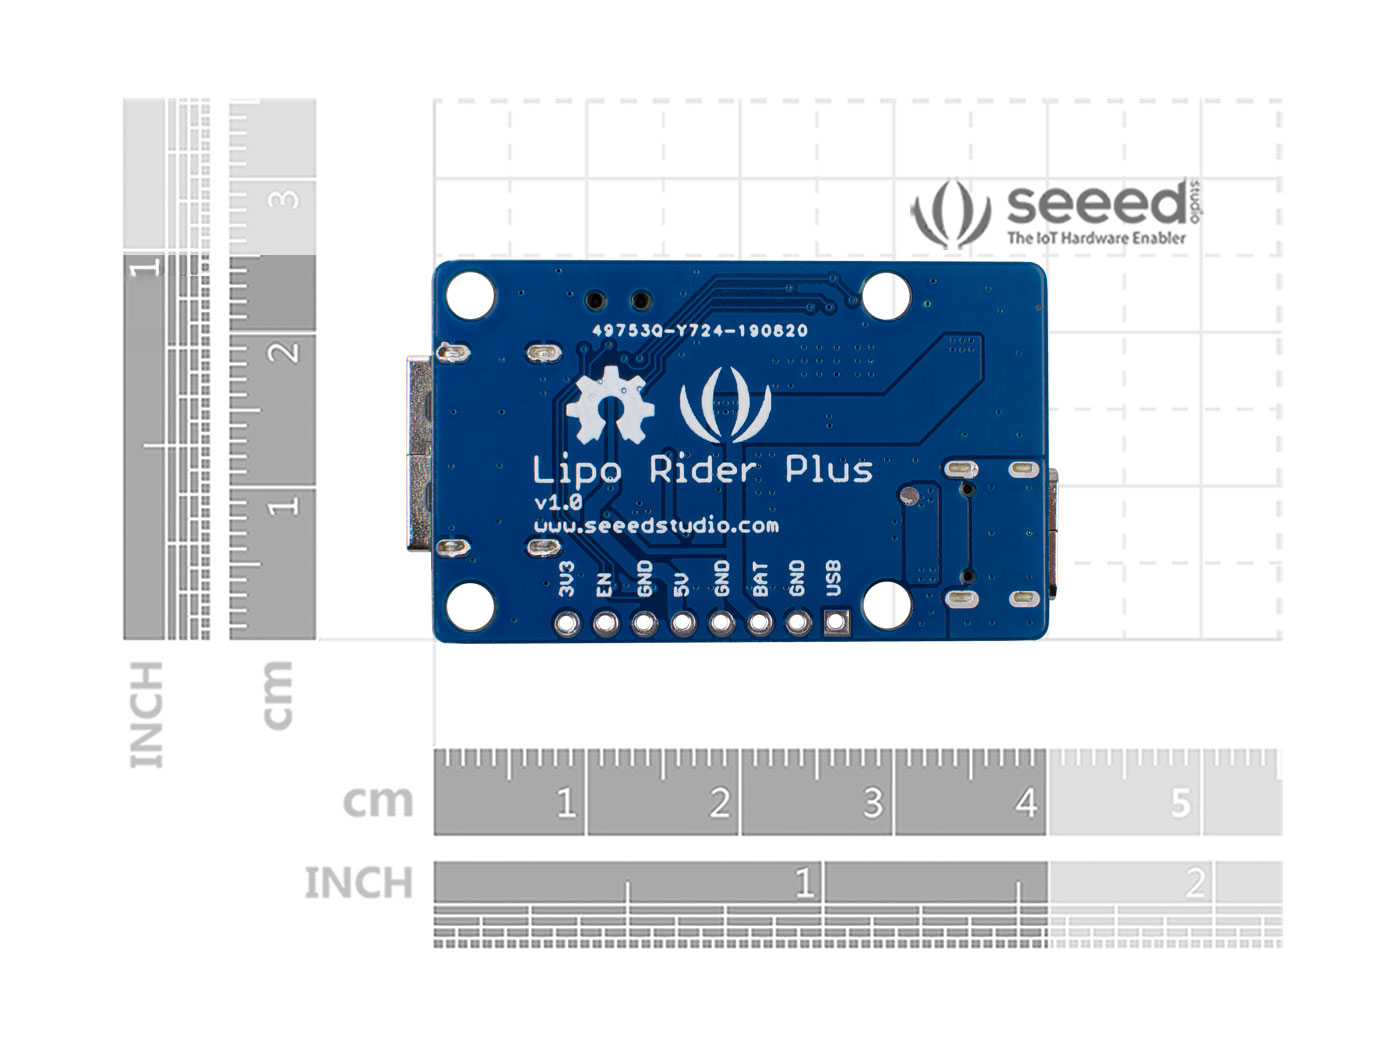 seeed
studio
The IoT Hardware Enabler
3
1
2
1
49753Q-Y724-190820
Lipo Rider Plus
v1.0
www.seeedstudio.com
3V3 EN GND 5V GND BAT GND USB
INCH
cm
cm 1 2 3 4 5
INCH 1 2